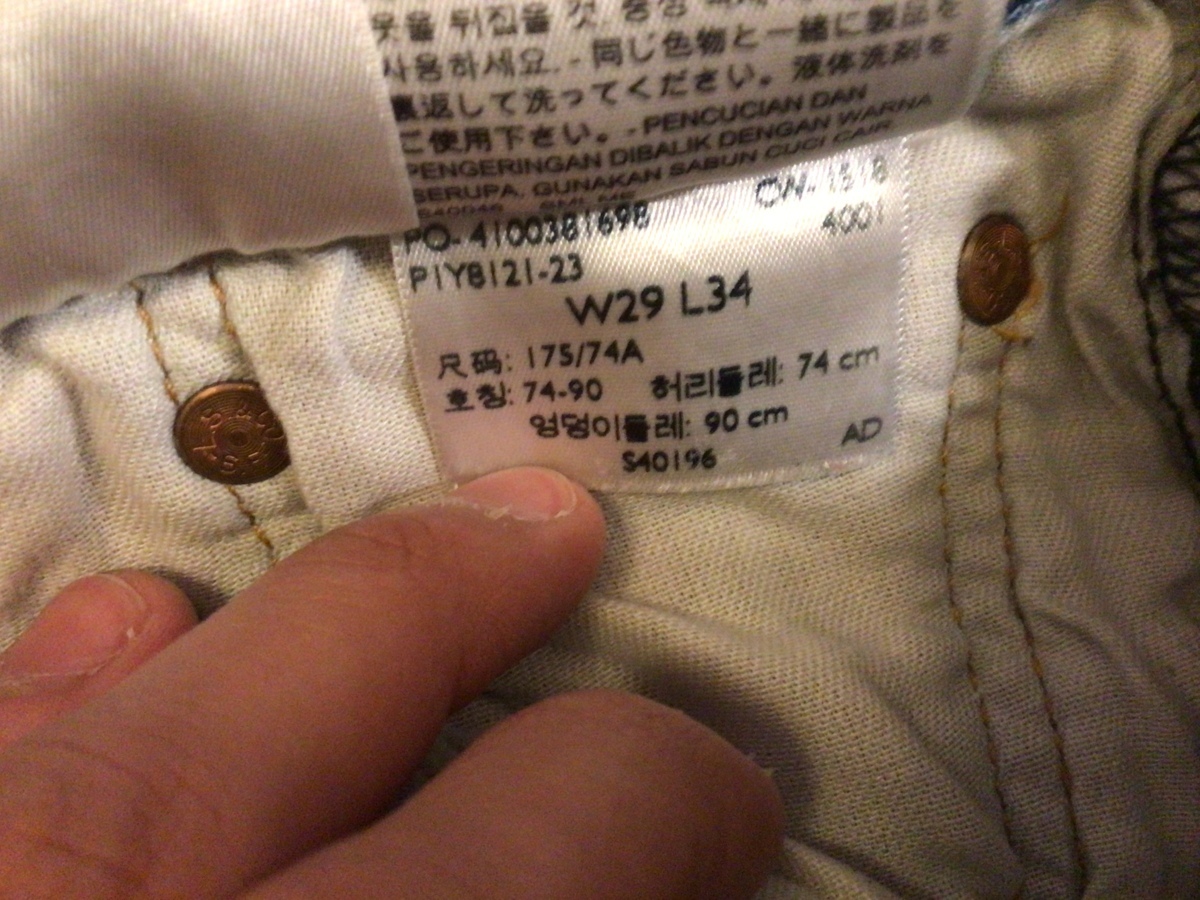 옷을 뒤집을 것. 동상
사용하세요. - 同じ色物と一緒に製品を
裏返して洗ってください。液体洗剤を
ご使用下さい。 - PENCUCIAN DAN
PENGERINGAN DIBALIK DENGAN WARNA
SERUPA, GUNAKAN SABUN CUCI CAIR
PO- 4100381698 CN- 1518
P1Y8121-23 4001
W29 L34
尺码: 175/74A
호칭: 74-90 허리둘레: 74 cm
엉덩이둘레: 90 cm
S40196 AD